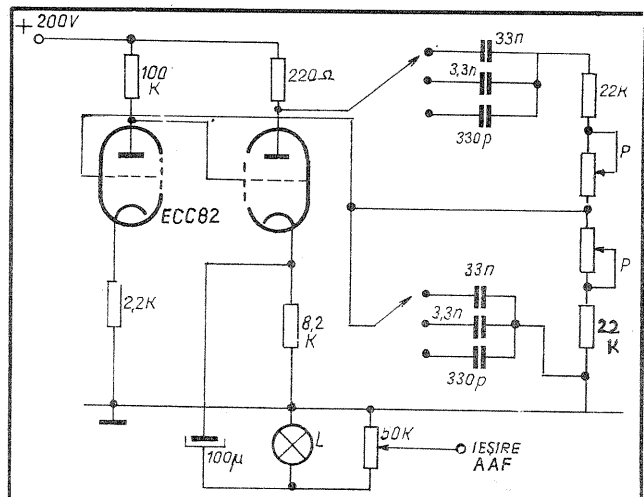 +200V
100
K
220Ω
33n
3,3n
330p
22K
P
ECC82
2,2K
8,2
K
33n
3,3n
330p
P
22
K
100μ
L
50K
IEȘIRE
AAF